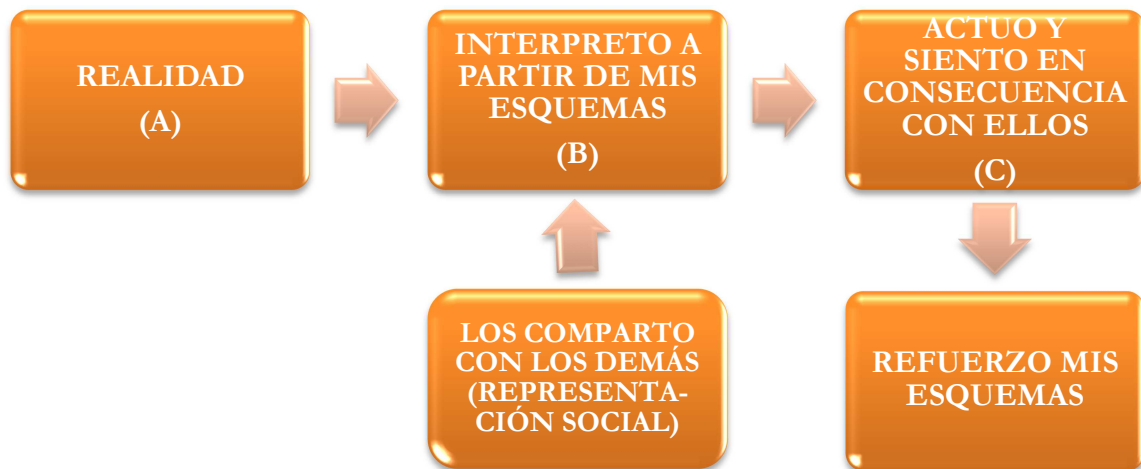 REALIDAD
(A)
INTERPRETO A
PARTIR DE MIS
ESQUEMAS
(B)
ACTUO Y
SIENTO EN
CONSECUENCIA
CON ELLOS
(C)
LOS COMPARTO
CON LOS DEMÁS
(REPRESENTA-
CIÓN SOCIAL)
REFUERZO MIS
ESQUEMAS